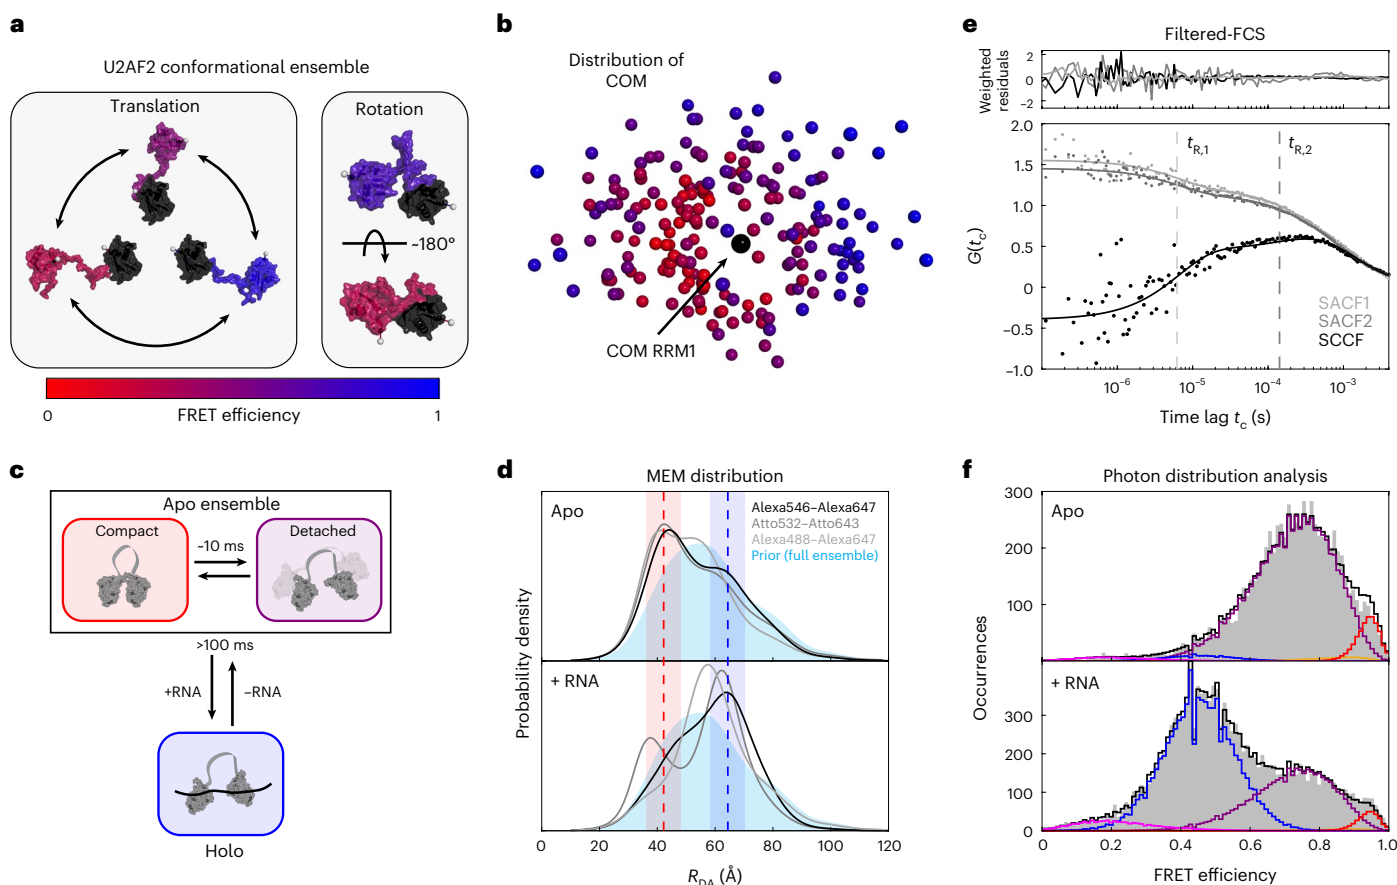 a
U2AF2 conformational ensemble
Translation
Rotation
~180°
0
FRET efficiency
1
b
Distribution of
COM
COM RRM1
c
Apo ensemble
Compact
Detached
~10 ms
>100 ms
+RNA
–RNA
Holo
d
MEM distribution
Apo
Alexa546–Alexa647
Atto532–Atto643
Alexa488–Alexa647
Prior (full ensemble)
+ RNA
Probability density
0 20 40 60 80 100 120
R_DA (Å)
e
Filtered-FCS
Weighted
residuals
2
0
–2
t_R,1
t_R,2
2.0
1.5
1.0
0.5
0
–0.5
–1.0
G(t_c)
SACF1
SACF2
SCCF
10⁻⁶ 10⁻⁵ 10⁻⁴ 10⁻³
Time lag t_c (s)
f
Photon distribution analysis
Apo
300
200
100
+ RNA
300
200
100
0
Occurrences
0 0.2 0.4 0.6 0.8 1.0
FRET efficiency